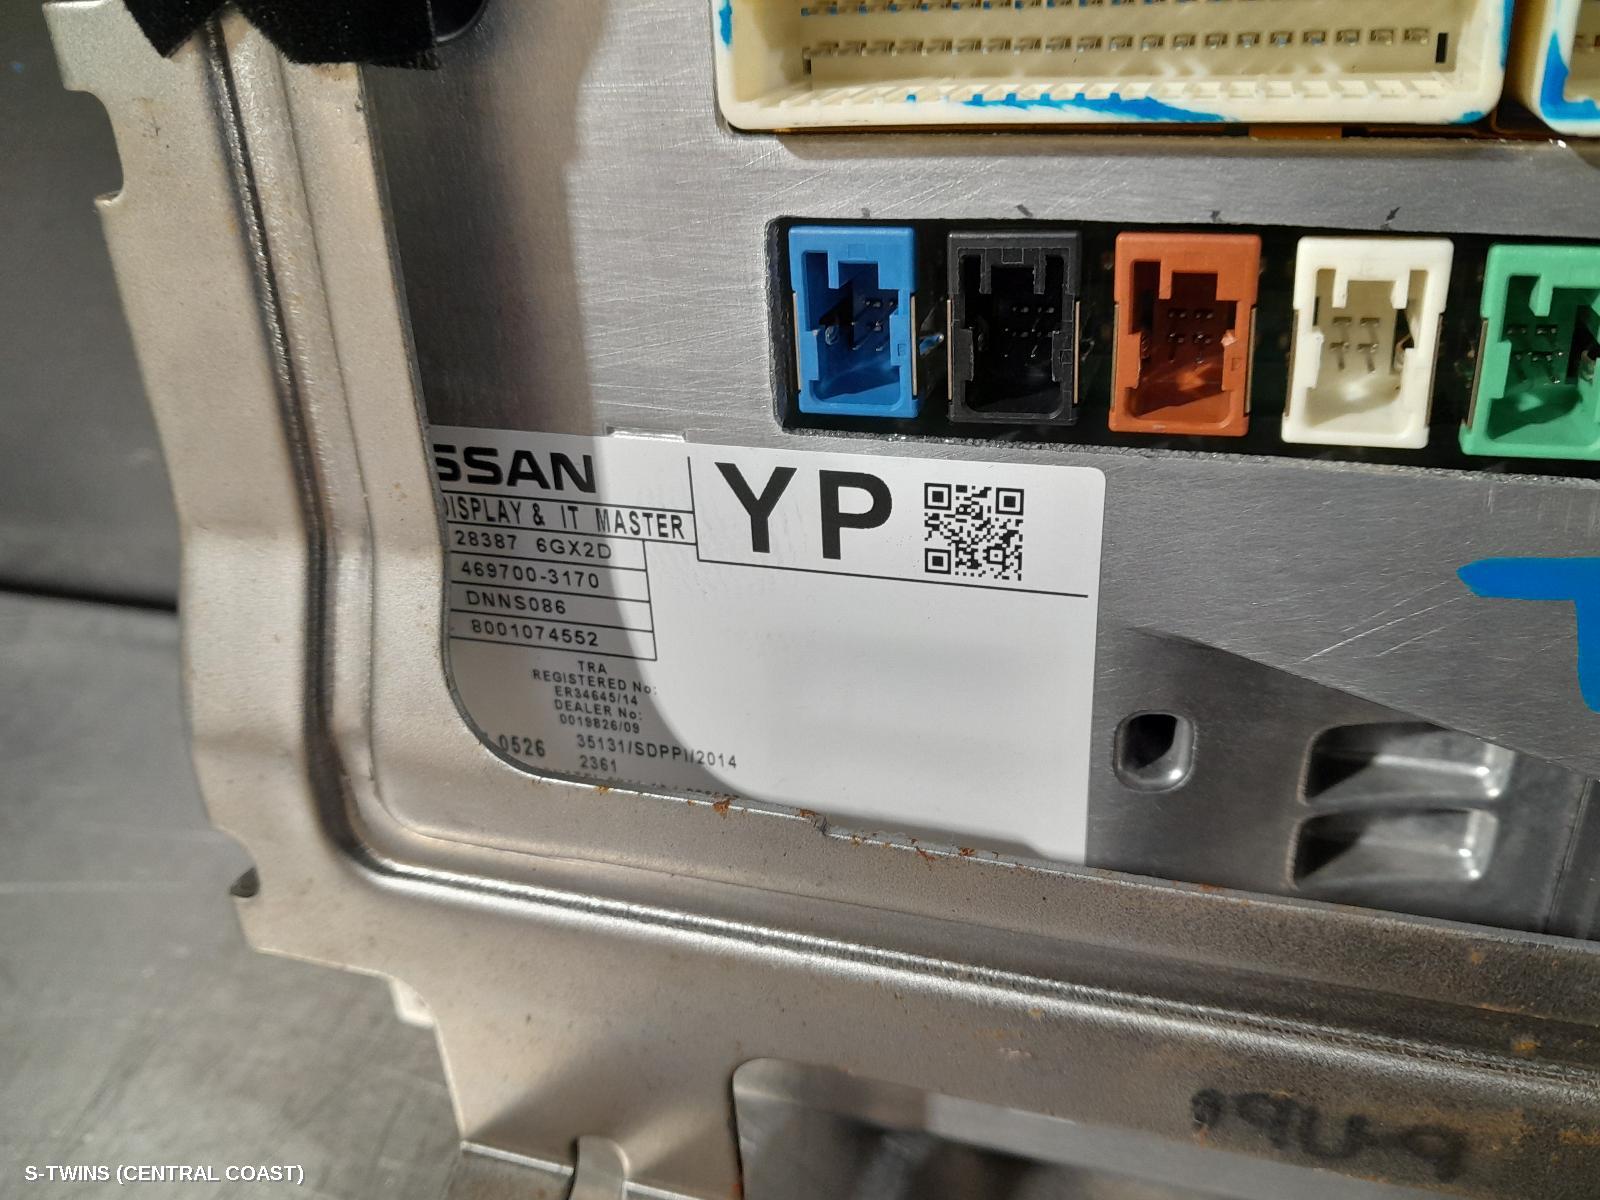 SSAN
DISPLAY & IT MASTER
YP
28387 6GX2D
469700-3170
DNNS086
8001074552
TRA
REGISTERED No:
ER34645/14
DEALER No:
0019826/09
0526
35131/SDPPI/2014
2361
S-TWINS (CENTRAL COAST)